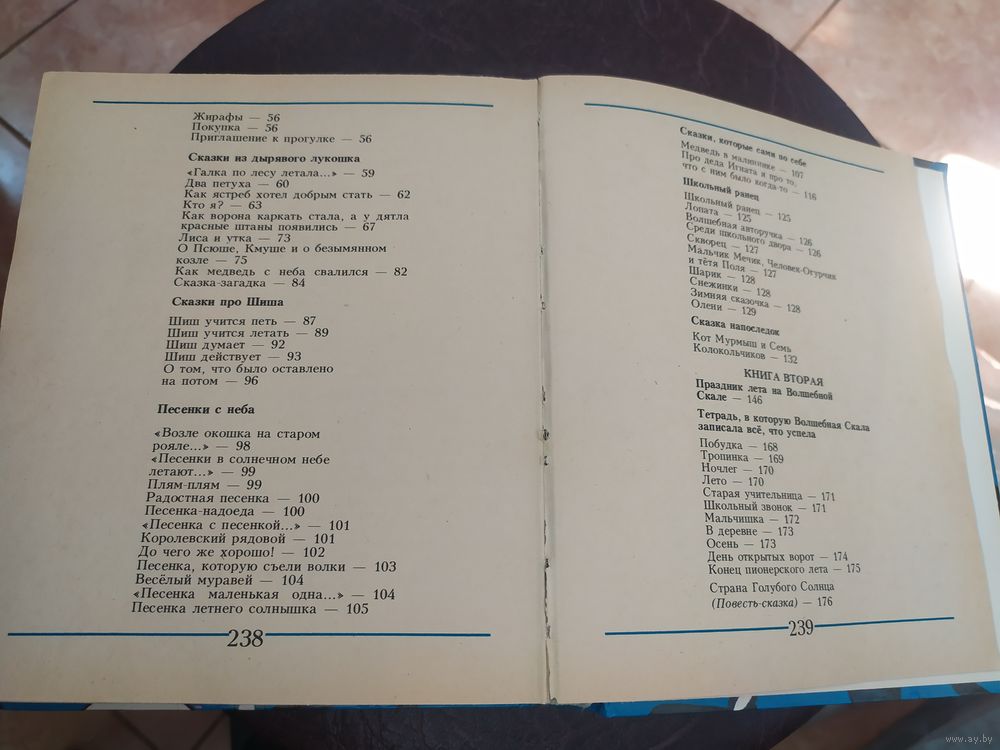 Жирафы — 56
Покупка — 56
Приглашение к прогулке — 56
Сказки из дырявого лукошка
«Галка по лесу летала...» — 59
Два петуха — 60
Как ястреб хотел добрым стать — 62
Кто я? — 63
Как ворона каркать стала, а у дятла
красные штаны появились — 67
Лиса и утка — 73
О Псюше, Кмуше и о безымянном
козле — 75
Как медведь с неба свалился — 82
Сказка-загадка — 84
Сказки про Шиша
Шиш учится петь — 87
Шиш учится летать — 89
Шиш думает — 92
Шиш действует — 93
О том, что было оставлено
на потом — 96
Песенки с неба
«Возле окошка на старом
рояле...» — 98
«Песенки в солнечном небе
летают...» — 99
Плям-плям — 99
Радостная песенка — 100
Песенка-надоеда — 100
«Песенка с песенкой...» — 101
Королевский рядовой — 101
До чего же хорошо! — 102
Песенка, которую съели волки — 103
Весёлый муравей — 104
«Песенка маленькая одна...» — 104
Песенка летнего солнышка — 105
238
Сказки, которые сами по себе
Медведь в малиннике — 107
Про деда Игната и про то,
что с ним было когда-то — 116
Школьный ранец
Школьный ранец — 125
Лопата — 125
Волшебная авторучка — 126
Среди школьного двора — 126
Скворец — 127
Мальчик Мечик, Человек-Огурчик
и тётя Поля — 127
Шарик — 128
Снежинки — 128
Зимняя сказочка — 128
Олени — 129
Сказка напоследок
Кот Мурмыш и Семь
Колокольчиков — 132
КНИГА ВТОРАЯ
Праздник лета на Волшебной
Скале — 146
Тетрадь, в которую Волшебная Скала
записала всё, что успела
Побудка — 168
Тропинка — 169
Ночлег — 170
Лето — 170
Старая учительница — 171
Школьный звонок — 171
Мальчишка — 172
В деревне — 173
Осень — 173
День открытых ворот — 174
Конец пионерского лета — 175
Страна Голубого Солнца
(Повесть-сказка) — 176
239
www.ay.by